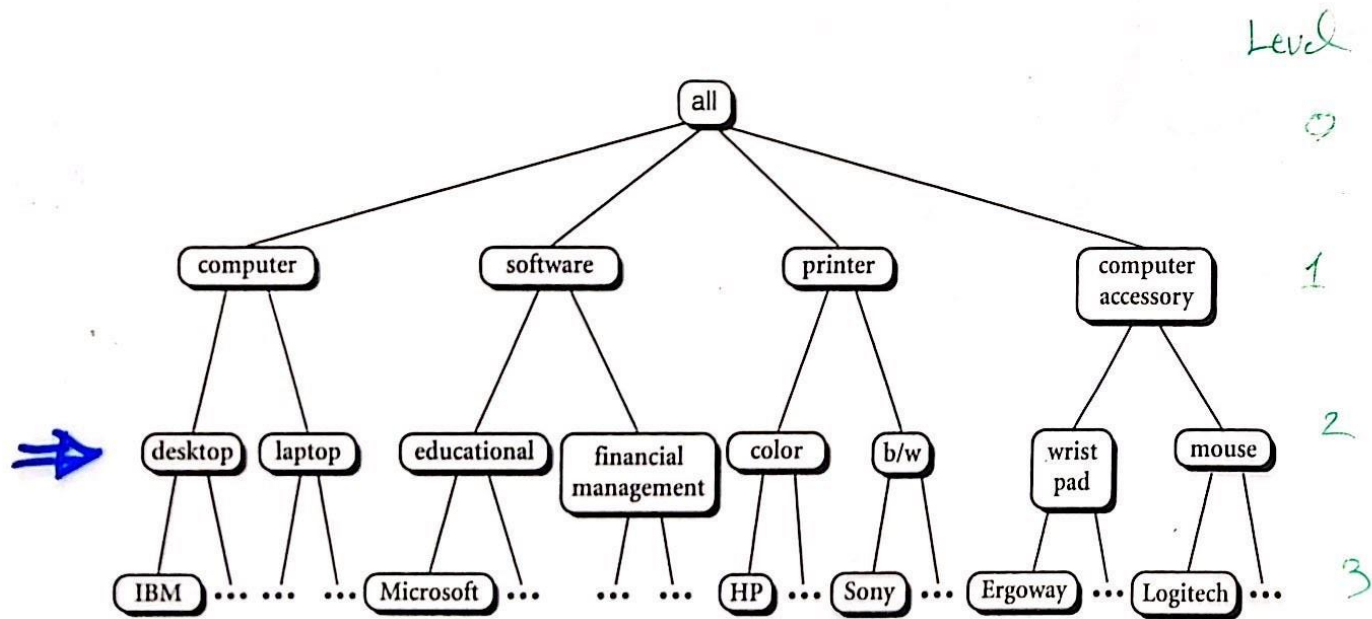 Level
all
0
computer
software
printer
computer
accessory
1
desktop
laptop
educational
financial
management
color
b/w
wrist
pad
mouse
2
IBM ... ... ... Microsoft ... ... ... HP ... Sony ... Ergoway ... Logitech ...
3